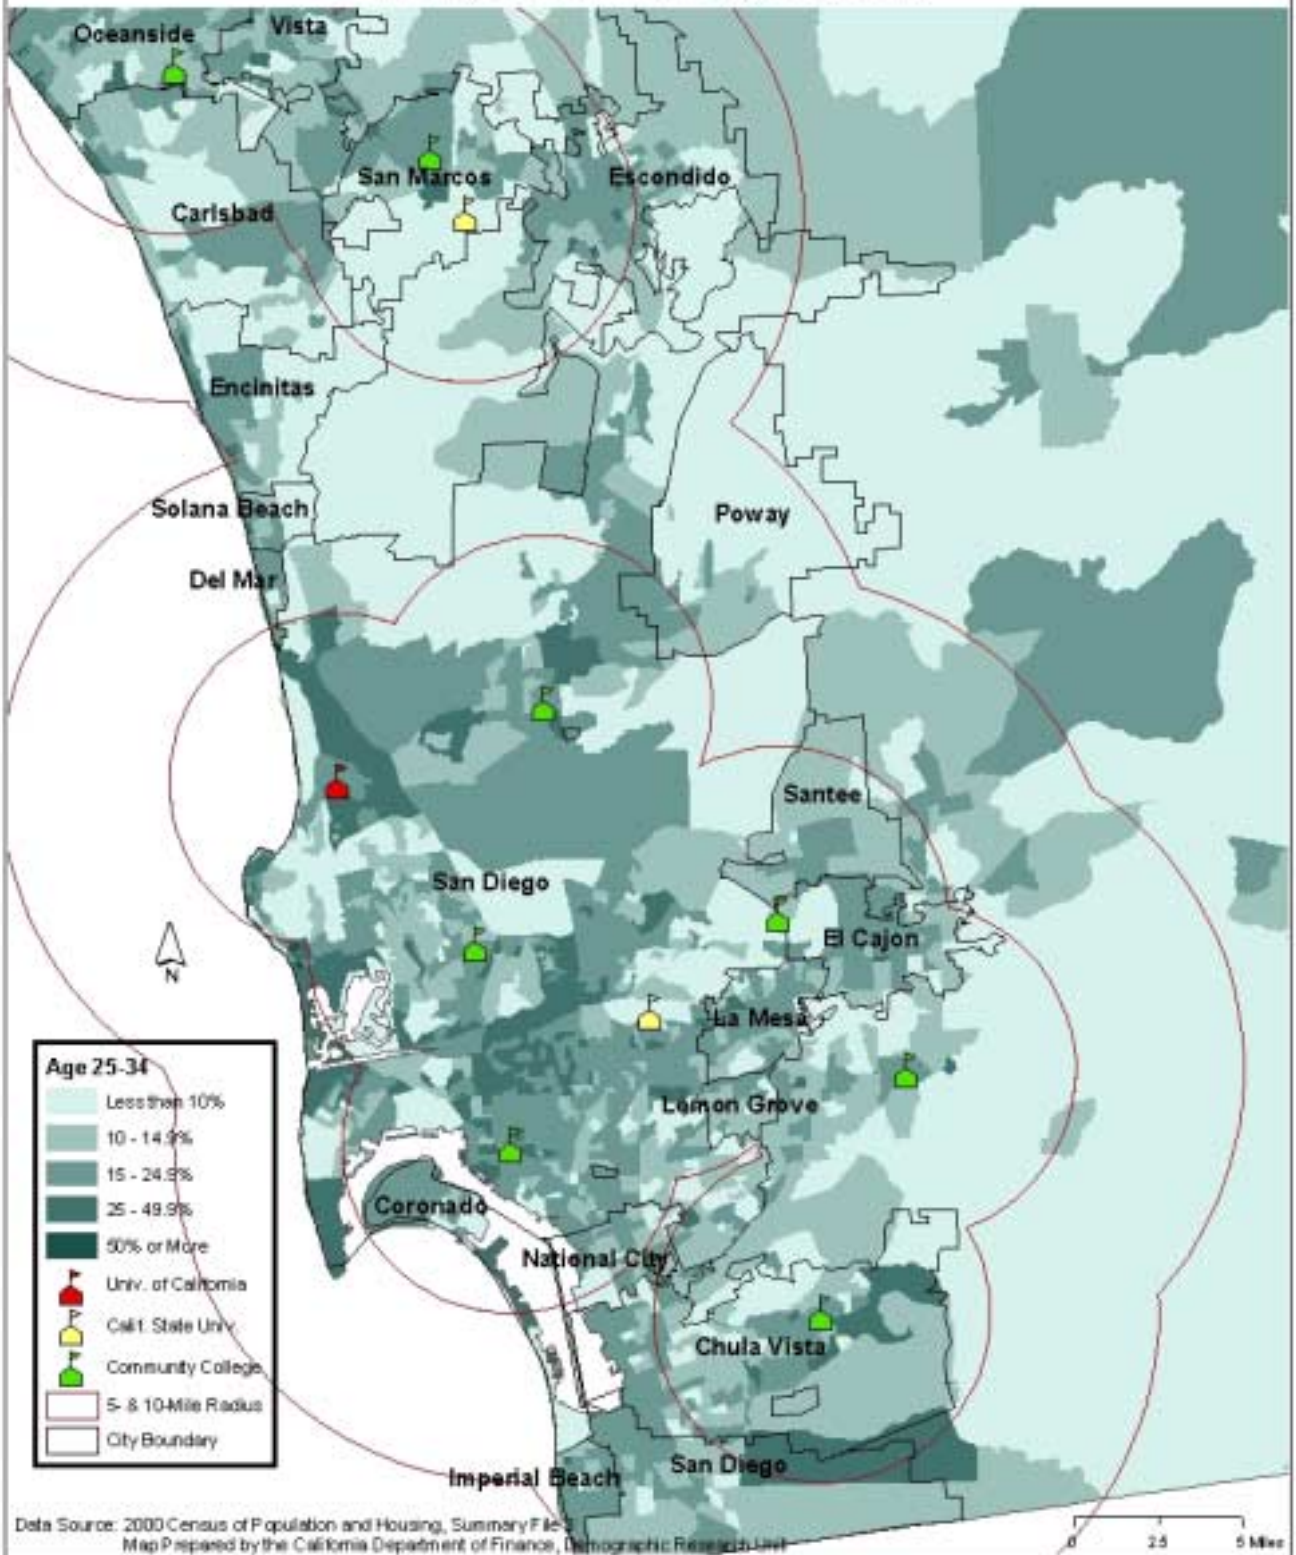 Oceanside
Vista
San Marcos
Escondido
Carlsbad
Encinitas
Solana Beach
Poway
Del Mar
Santee
San Diego
El Cajon
N
La Mesa
Lemon Grove
Coronado
National City
Chula Vista
San Diego
Imperial Beach
Age 25-34
Less than 10%
10 - 14.9%
15 - 24.9%
25 - 49.9%
50% or More
Univ. of California
Calif. State Univ.
Community College
5- & 10-Mile Radius
City Boundary
Data Source: 2000 Census of Population and Housing, Summary File
Map Prepared by the California Department of Finance, Demographic Research Unit
0 2.5 5 Miles